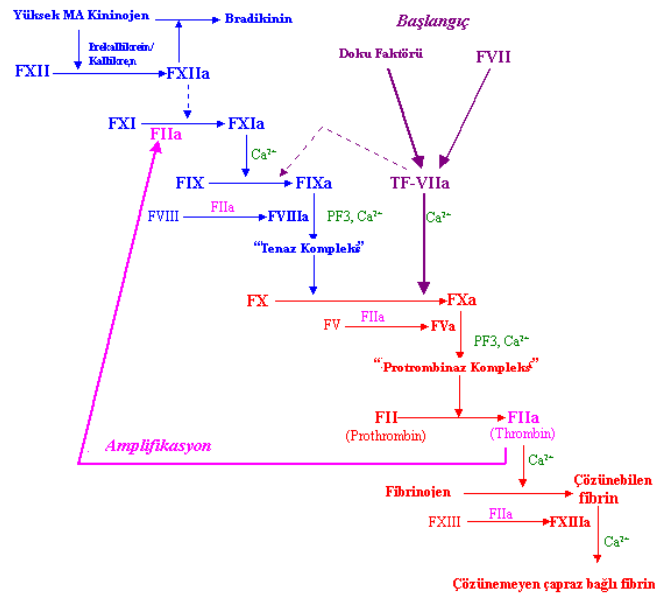 Yüksek MA Kininojen
Bradikinin
Başlangıç
Prekallikrein/
Kallikren
Doku Faktörü
FVII
FXII
FXIIa
FXI
FXIa
FIIa
Ca²⁺
FIX
FIXa
TF-VIIa
FVIII
FIIa
FVIIIa
PF3, Ca²⁺
Ca²⁺
“Tenaz Kompleks”
FX
FXa
FV
FIIa
FVa
PF3, Ca²⁺
“Protrombinaz Kompleks”
FII
FIIa
(Prothrombin)
(Thrombin)
Amplifikasyon
Ca²⁺
Fibrinojen
Çözünebilen
fibrin
FXIII
FIIa
FXIIIa
Ca²⁺
Çözünemeyen çapraz bağlı fibrin